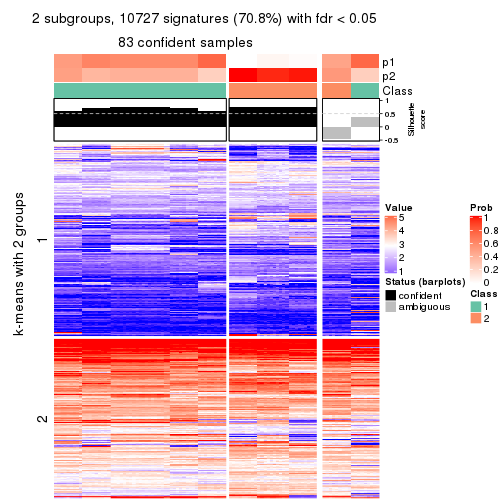 2 subgroups, 10727 signatures (70.8%) with fdr < 0.05
83 confident samples
p1
p2
Class
1
0.5
0
-0.5
Silhouette
score
k-means with 2 groups
1
2
Value
5
4
3
2
1
Status (barplots)
confident
ambiguous
Prob
1
0.8
0.6
0.4
0.2
0
Class
1
2